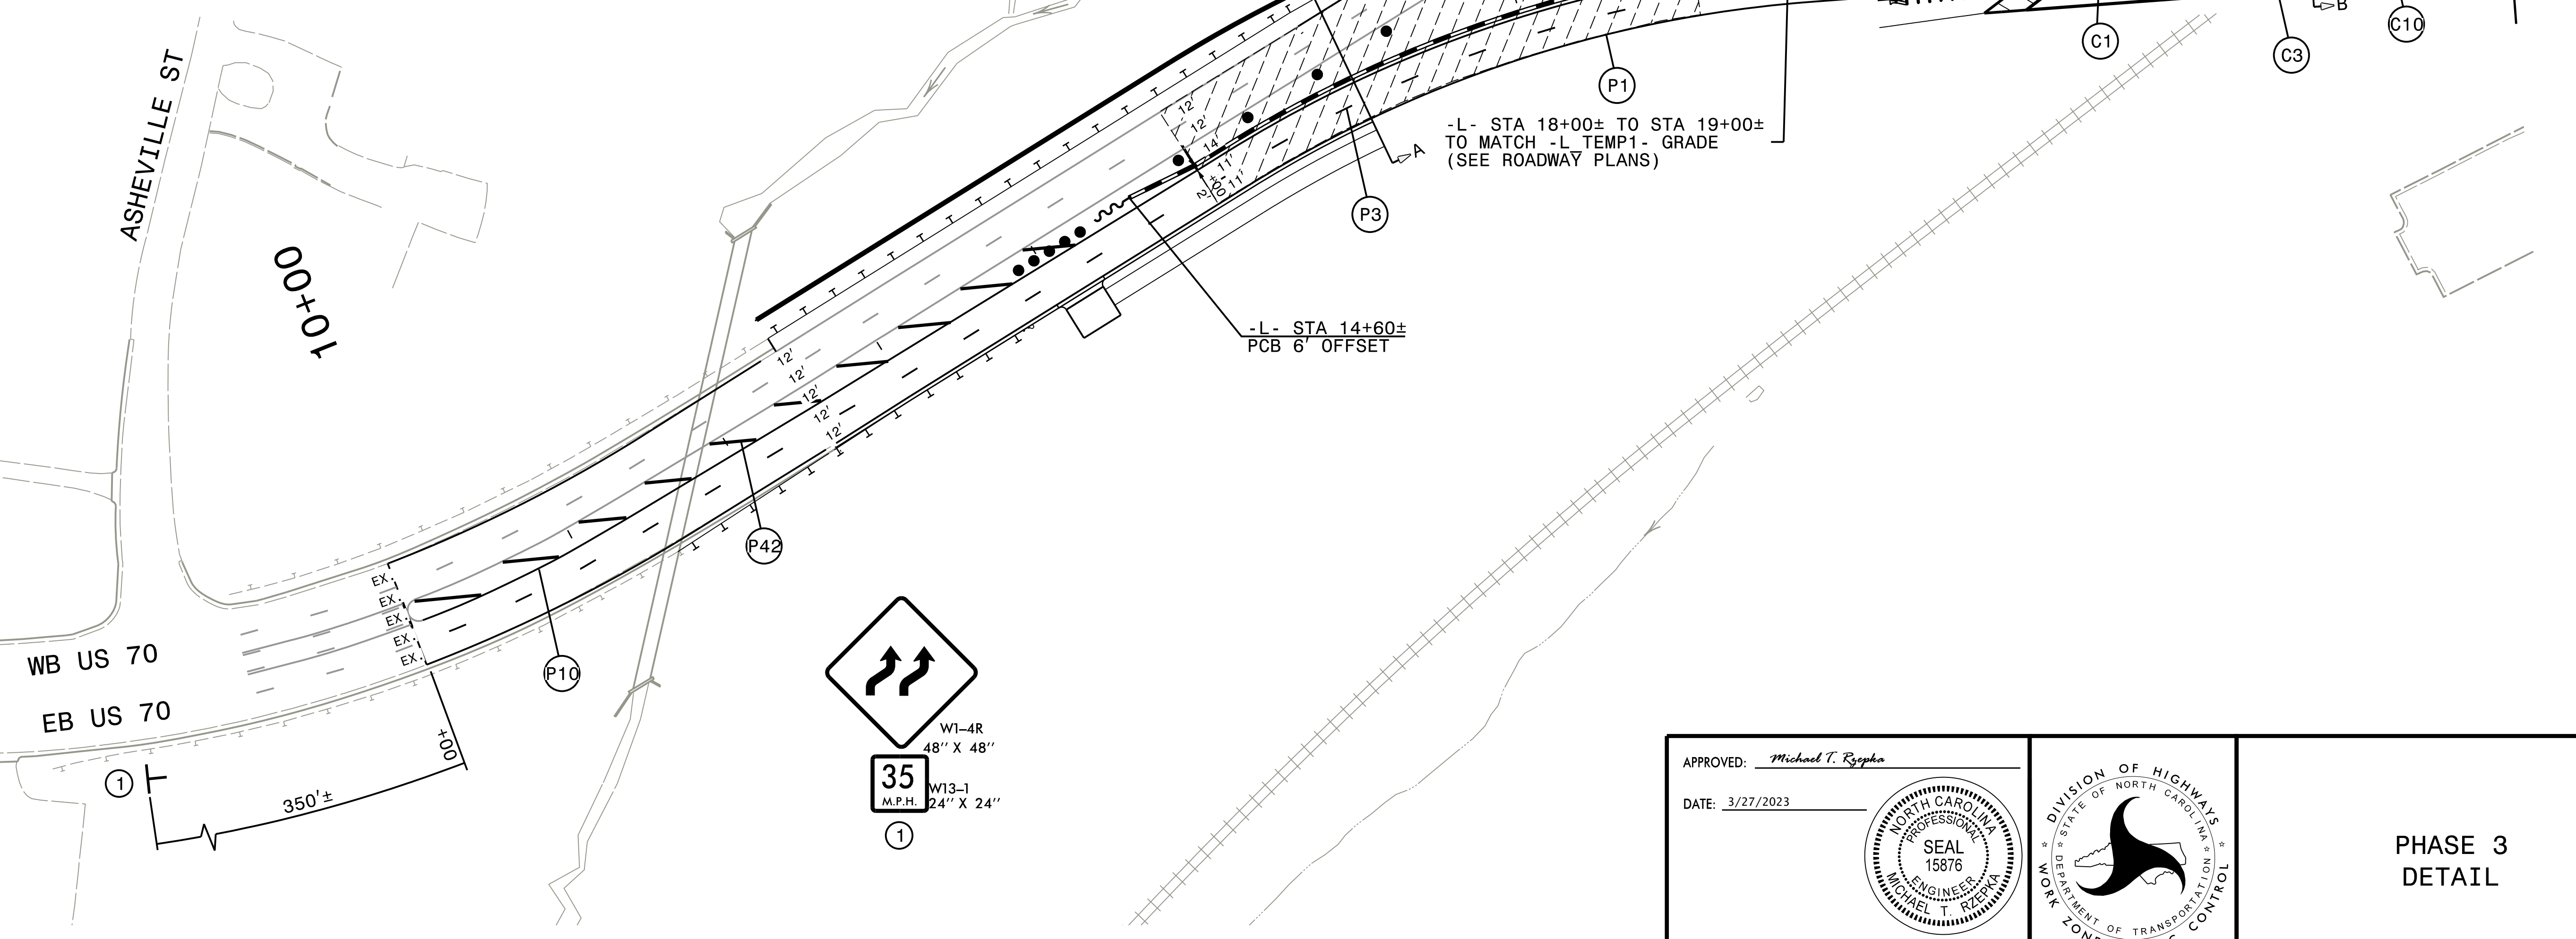 ASHEVILLE ST
10+00
12'
12'
14'
11'
11'
2'
+00
A
-L- STA 18+00± TO STA 19+00±
TO MATCH -L_TEMP1- GRADE
(SEE ROADWAY PLANS)
P1
P3
C1
C3
B
C10
-L- STA 14+60±
PCB 6' OFFSET
12'
12'
12'
12'
12'
P42
P10
EX.
EX.
EX.
EX.
EX.
WB US 70
EB US 70
+00
350'±
1
W1-4R
48'' X 48''
35
M.P.H.
W13-1
24'' X 24''
1
APPROVED: Michael T. Rzepka
DATE: 3/27/2023
NORTH CAROLINA
PROFESSIONAL
SEAL
15876
ENGINEER
MICHAEL T. RZEPKA
DIVISION OF HIGHWAYS
STATE OF NORTH CAROLINA
DEPARTMENT OF TRANSPORTATION
WORK CONTROL
PHASE 3
DETAIL